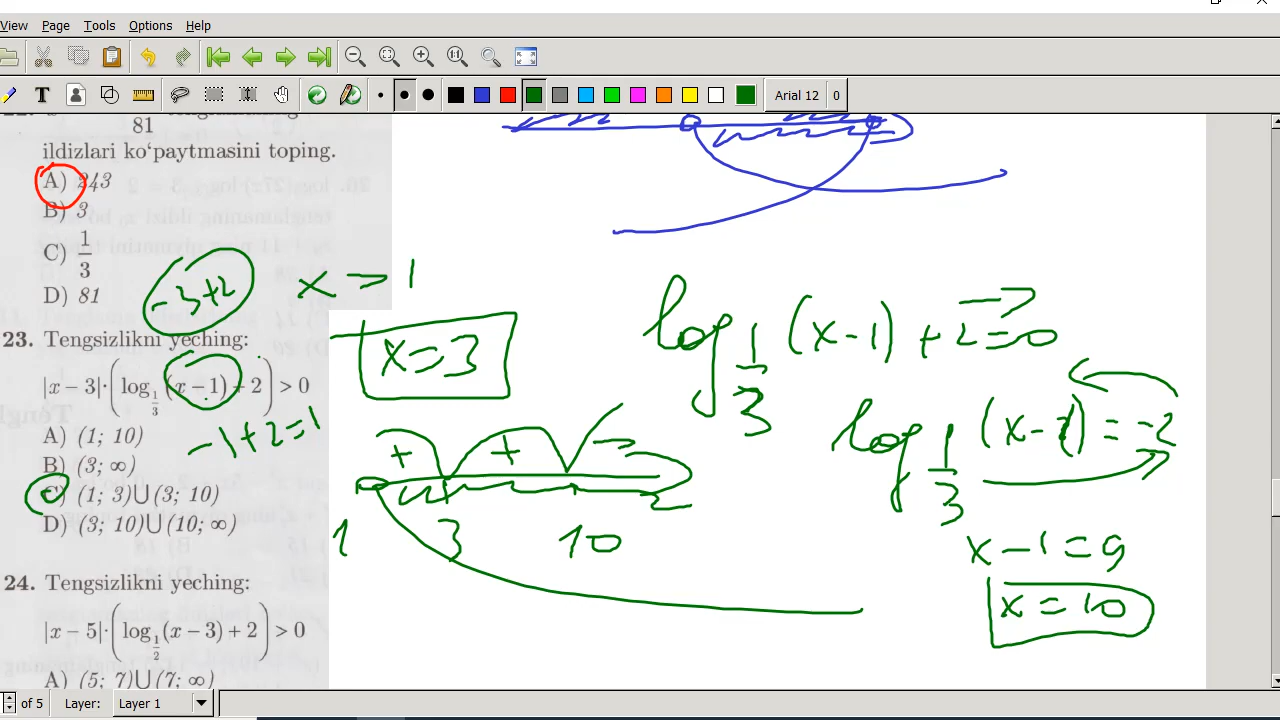 View Page Tools Options Help
T Arial 12 0
81
ildizlari ko‘paytmasini toping.
A) 243
B) 3
C) 1/3
D) 81
-3+2
x > 1
23. Tengsizlikni yeching:
|x − 3|·(log_{1/3}(x − 1) + 2) > 0
A) (1; 10)
B) (3; ∞)
C) (1; 3)∪(3; 10)
D) (3; 10)∪(10; ∞)
-1+2=1
x=3
+ + −
1 3 10
log_{1/3}(x-1)+2=0
log_{1/3}(x-1)=-2
x-1=9
x=10
24. Tengsizlikni yeching:
|x − 5|·(log_{1/2}(x − 3) + 2) > 0
A) (5; 7)∪(7; ∞)
of 5 Layer: Layer 1